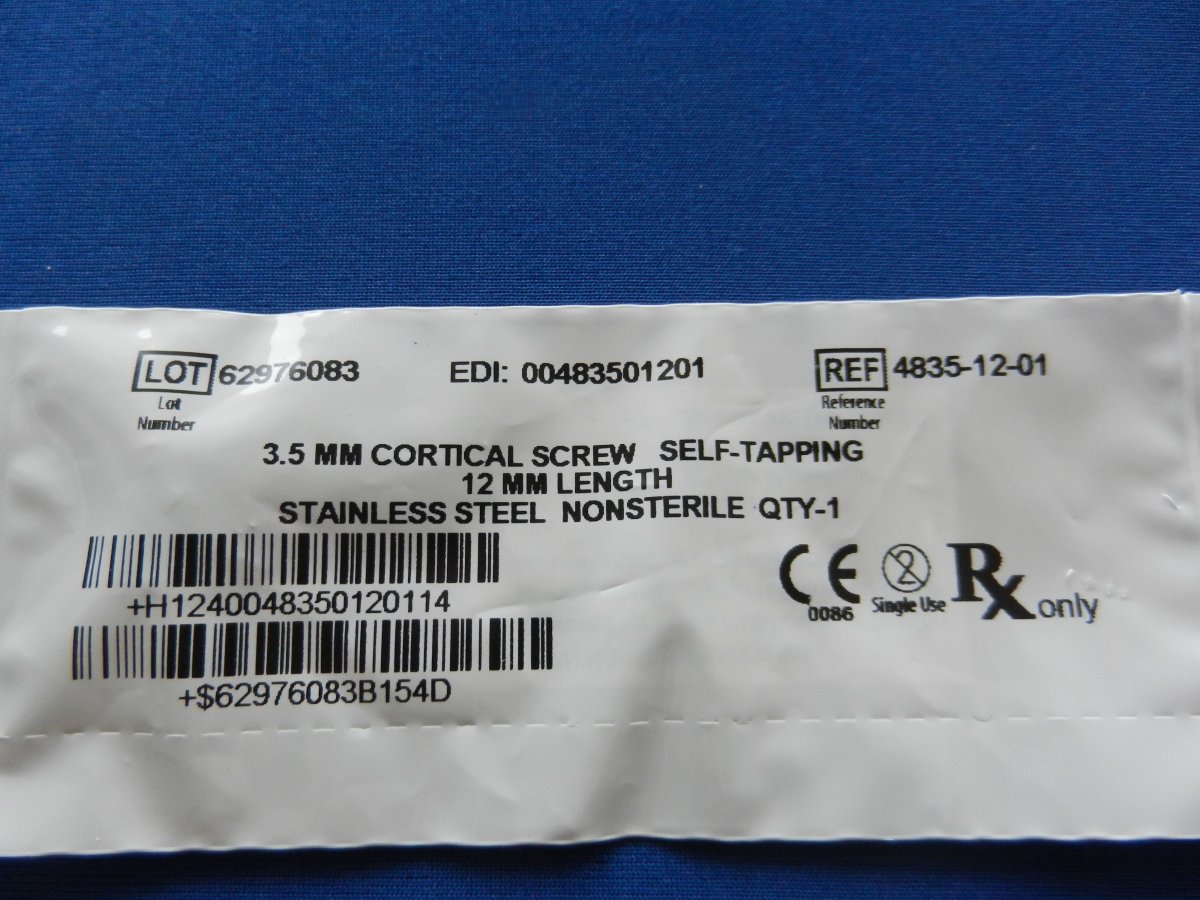 LOT 62976083 EDI: 00483501201 REF 4835-12-01
Lot Number
Reference Number
3.5 MM CORTICAL SCREW SELF-TAPPING
12 MM LENGTH
STAINLESS STEEL NONSTERILE QTY-1
+H1240048350120114
CE 0086
2 Single Use
Rx only
+$62976083B154D